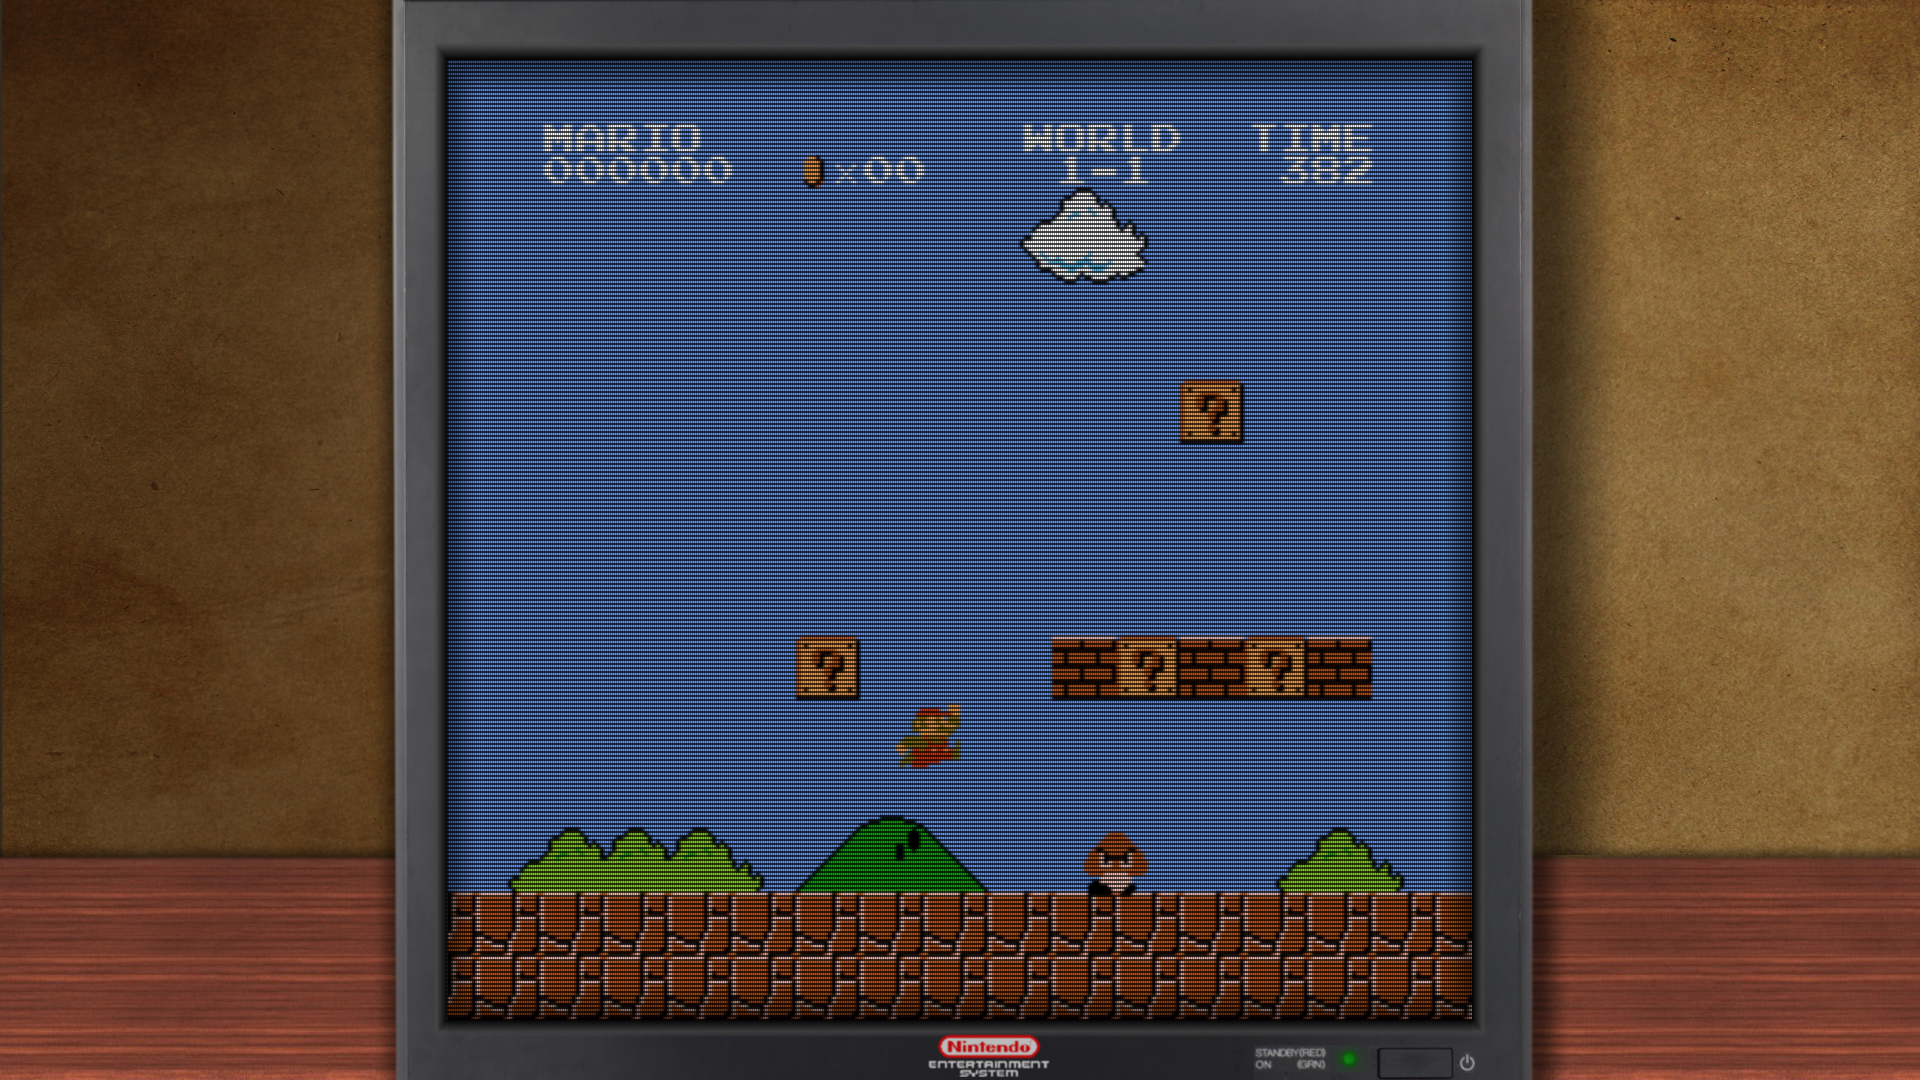 MARIO WORLD TIME
000000 ×00 1-1 382
?
? ? ?
Nintendo
ENTERTAINMENT
SYSTEM
STANDBY(RED)
ON (GRN)